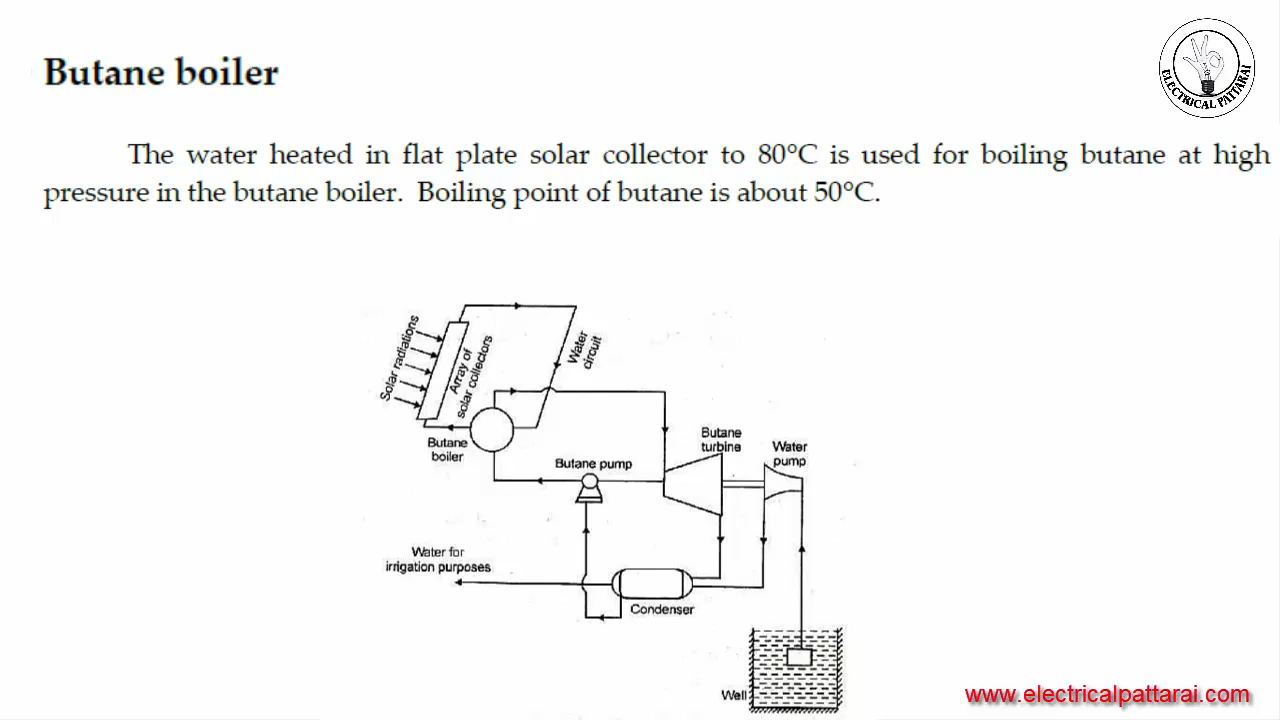 Butane boiler
ELECTRICAL PATTARAI
The water heated in flat plate solar collector to 80°C is used for boiling butane at high
pressure in the butane boiler. Boiling point of butane is about 50°C.
Solar radiations
Array of
solar collectors
Water
circuit
Butane
boiler
Butane pump
Butane
turbine
Water
pump
Water for
irrigation purposes
Condenser
Well
www.electricalpattarai.com